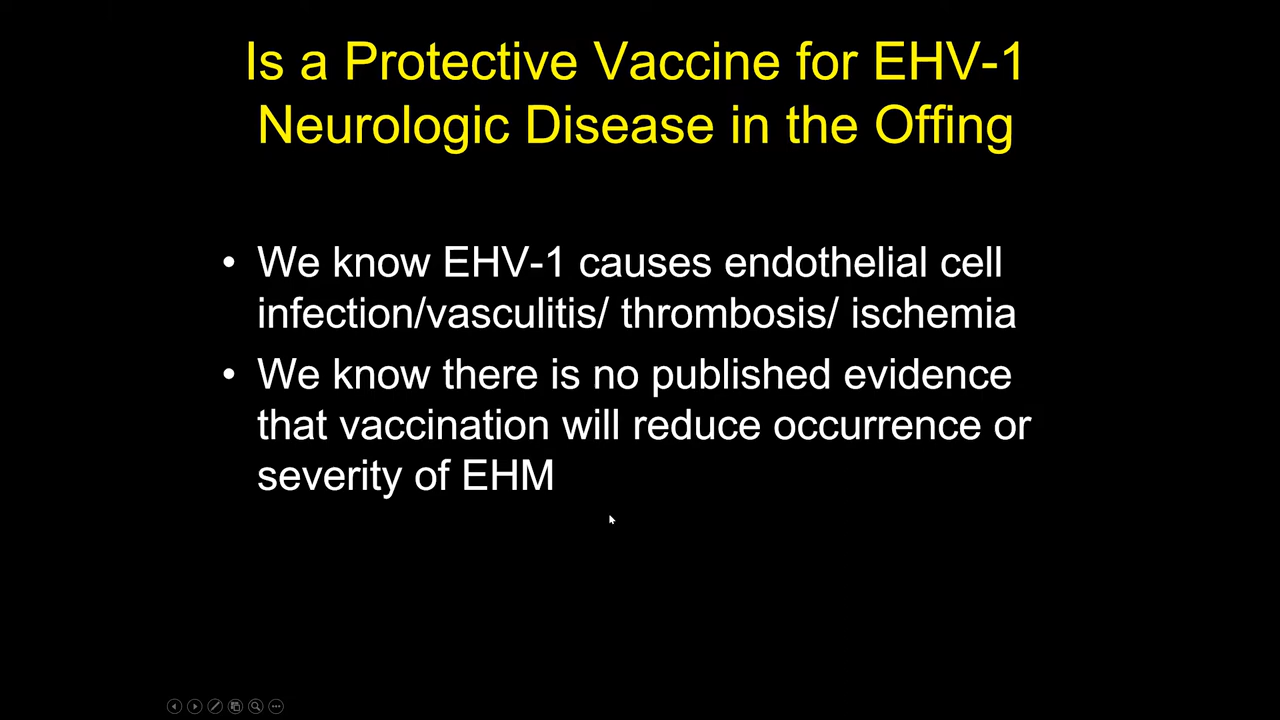 Is a Protective Vaccine for EHV-1
Neurologic Disease in the Offing
• We know EHV-1 causes endothelial cell
infection/vasculitis/ thrombosis/ ischemia
• We know there is no published evidence
that vaccination will reduce occurrence or
severity of EHM